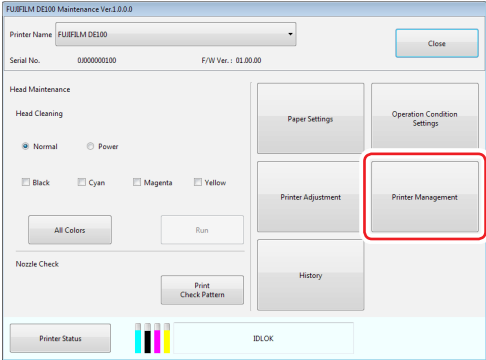 FUJIFILM DE100 Maintenance Ver.1.0.0.0
Printer Name FUJIFILM DE100
Close
Serial No. 0J000000100 F/W Ver. : 01.00.00
Head Maintenance
Head Cleaning
Normal Power
Black Cyan Magenta Yellow
All Colors Run
Nozzle Check
Print
Check Pattern
Paper Settings
Operation Condition
Settings
Printer Adjustment
Printer Management
History
Printer Status
IDLOK